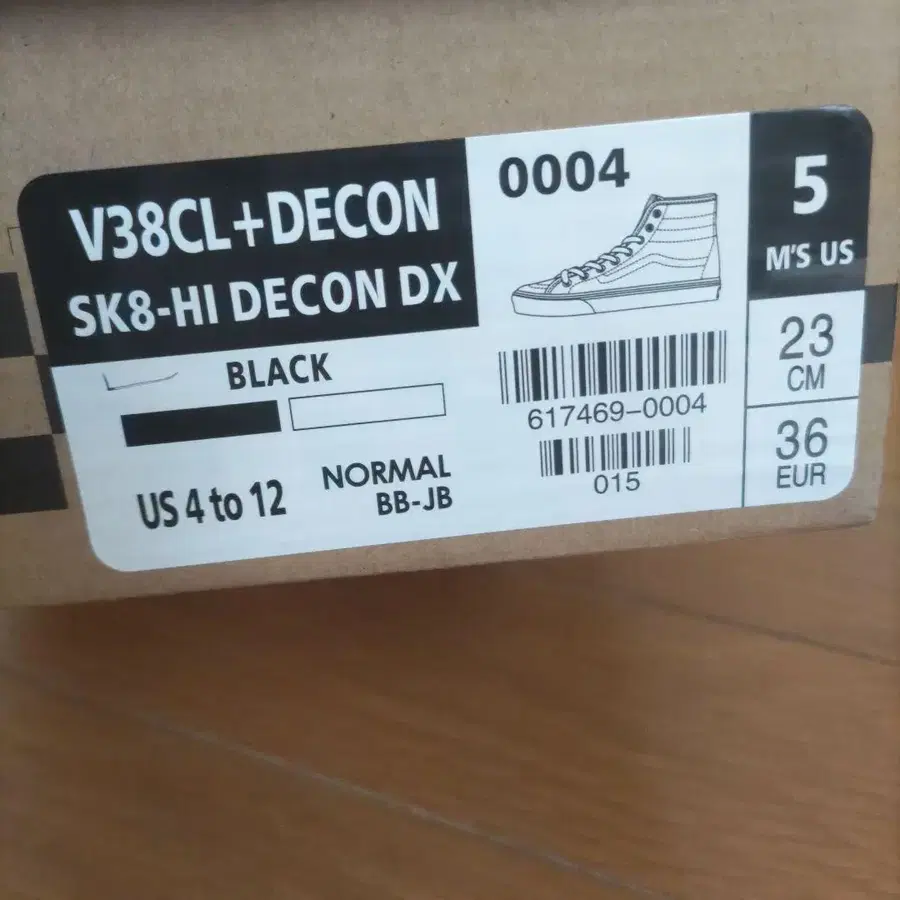 V38CL+DECON
SK8-HI DECON DX
BLACK
US 4 to 12
NORMAL
BB-JB
0004
617469-0004
015
5
M'S US
23
CM
36
EUR